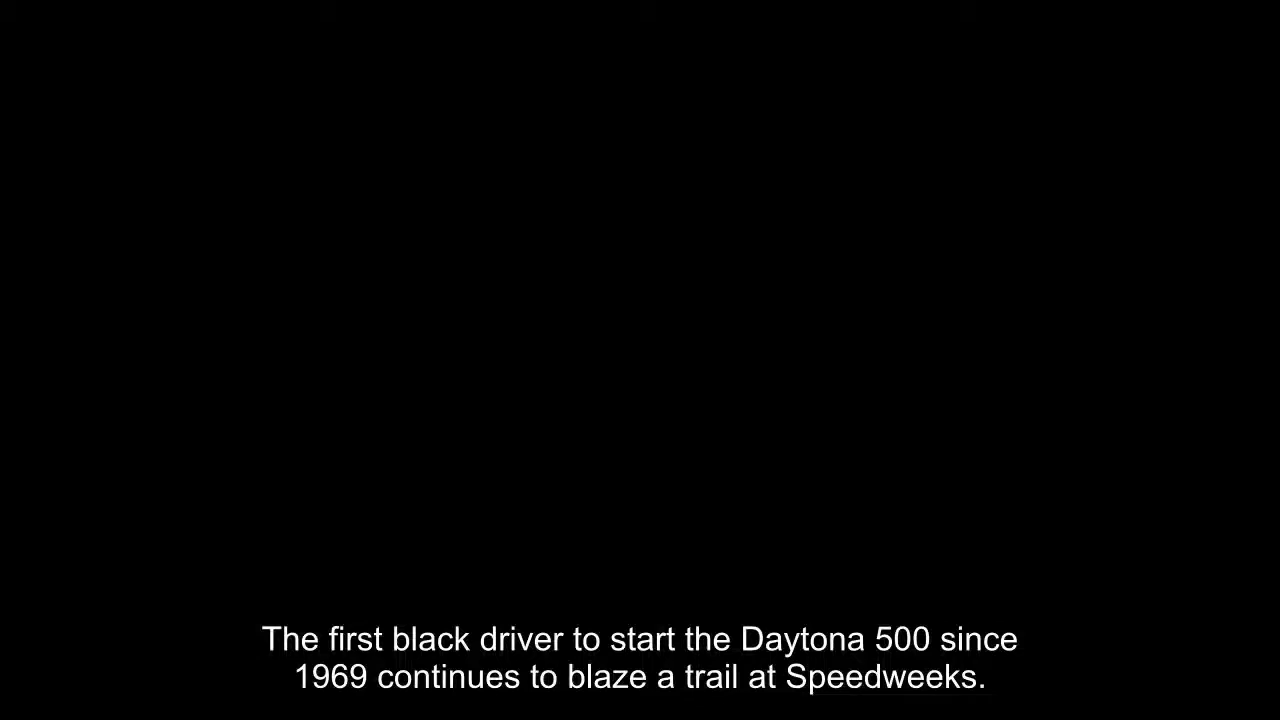 The first black driver to start the Daytona 500 since
1969 continues to blaze a trail at Speedweeks.